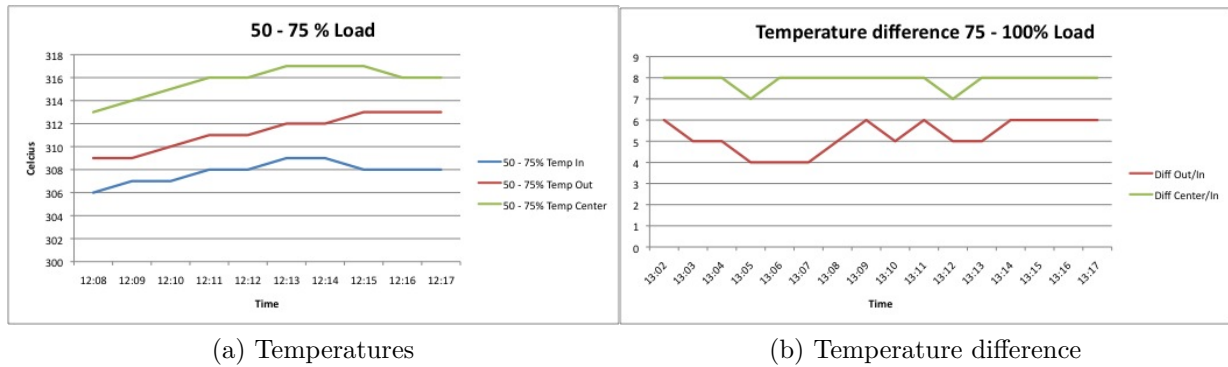 50 - 75 % Load
318
316
314
312
310
308
306
304
302
300
Celcius
12:08 12:09 12:10 12:11 12:12 12:13 12:14 12:15 12:16 12:17
Time
50 - 75% Temp In
50 - 75% Temp Out
50 - 75% Temp Center
(a) Temperatures
Temperature difference 75 - 100% Load
9
8
7
6
5
4
3
2
1
0
13:02 13:03 13:04 13:05 13:06 13:07 13:08 13:09 13:10 13:11 13:12 13:13 13:14 13:15 13:16 13:17
Time
Diff Out/In
Diff Center/In
(b) Temperature difference